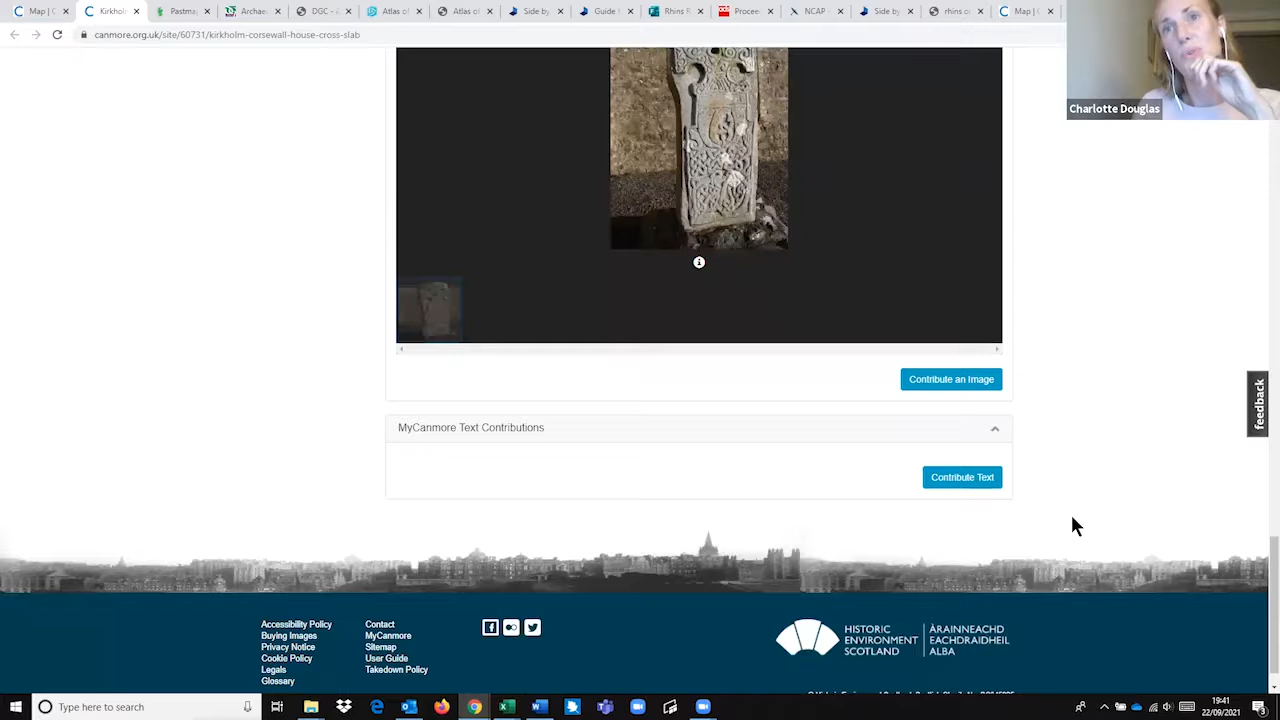 Map | C
Kirkholm
Pastma
Archae
DGC - A
Atlas of
Atlas of
Side by
Guide t
Rhins R
Procee
NCAP -
Side by
rhins o
Map | C
canmore.org.uk/site/60731/kirkholm-corsewall-house-cross-slab
Charlotte Douglas
Contribute an Image
feedback
MyCanmore Text Contributions
Contribute Text
Accessibility Policy
Buying Images
Privacy Notice
Cookie Policy
Legals
Glossary
Contact
MyCanmore
Sitemap
User Guide
Takedown Policy
HISTORIC
ENVIRONMENT
SCOTLAND
ÀRAINNEACHD
EACHDRAIDHEIL
ALBA
Type here to search
19:41
22/09/2021